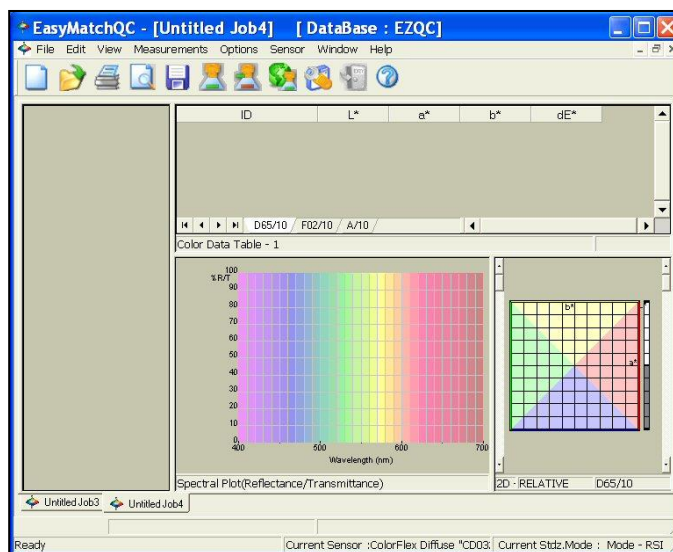 EasyMatchQC - [Untitled Job4] [ DataBase : EZQC]
File Edit View Measurements Options Sensor Window Help
ID L* a* b* dE*
D65/10 F02/10 A/10
Color Data Table - 1
%R/T
100
90
80
70
60
50
40
30
20
10
0
400 500 600 700
Wavelength (nm)
Spectral Plot(Reflectance/Transmittance)
b*
a*
2D - RELATIVE D65/10
Untitled Job3 Untitled Job4
Ready Current Sensor :ColorFlex Diffuse "CD03: Current Stdz.Mode : Mode - RSI